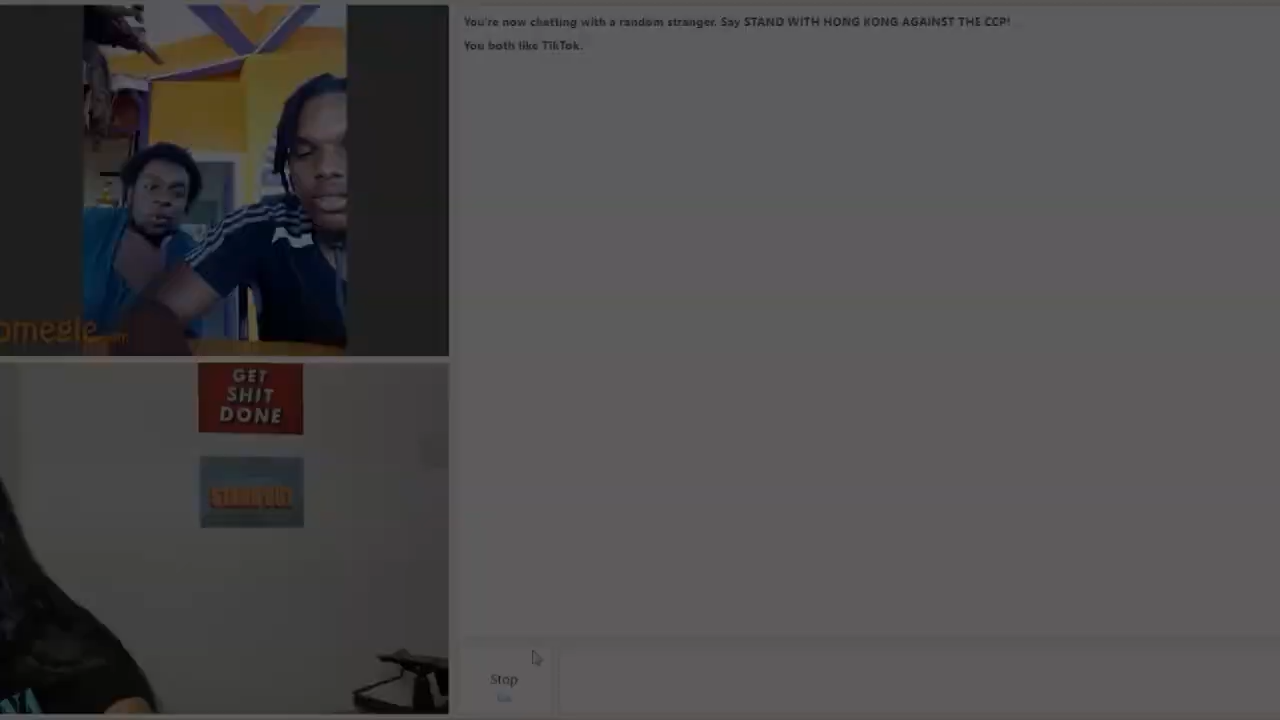 You're now chatting with a random stranger. Say STAND WITH HONG KONG AGAINST THE CCP!
You both like TikTok.
omegle.com
GET
SHIT
DONE
Stop